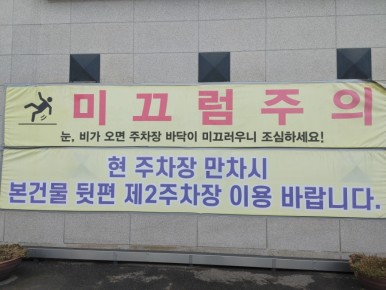 미끄럼주의
눈, 비가 오면 주차장 바닥이 미끄러우니 조심하세요!
현 주차장 만차시
본건물 뒷편 제2주차장 이용 바랍니다.